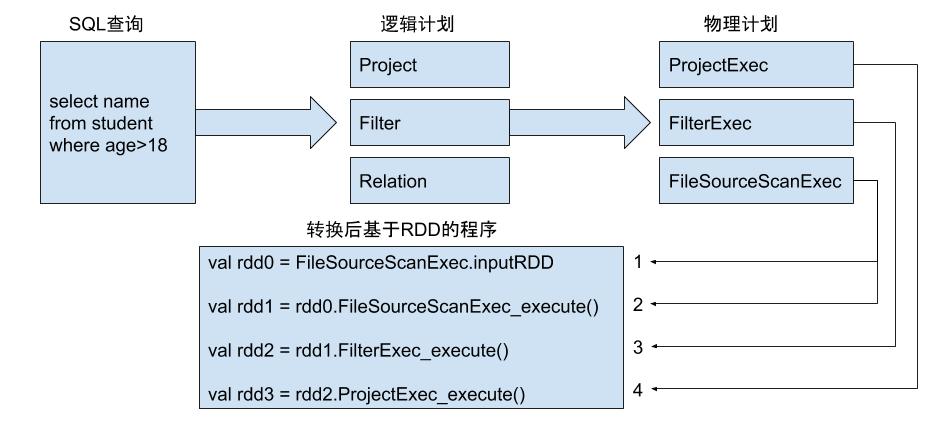 SQL查询
逻辑计划
物理计划
select name
from student
where age>18
Project
Filter
Relation
ProjectExec
FilterExec
FileSourceScanExec
转换后基于RDD的程序
val rdd0 = FileSourceScanExec.inputRDD
1
val rdd1 = rdd0.FileSourceScanExec_execute()
2
val rdd2 = rdd1.FilterExec_execute()
3
val rdd3 = rdd2.ProjectExec_execute()
4